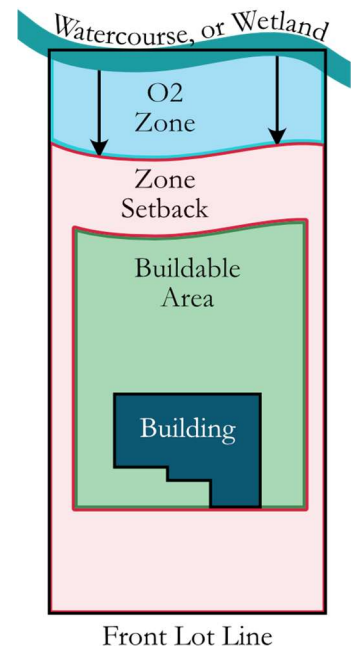 Watercourse, or Wetland
O2
Zone
Zone
Setback
Buildable
Area
Building
Front Lot Line